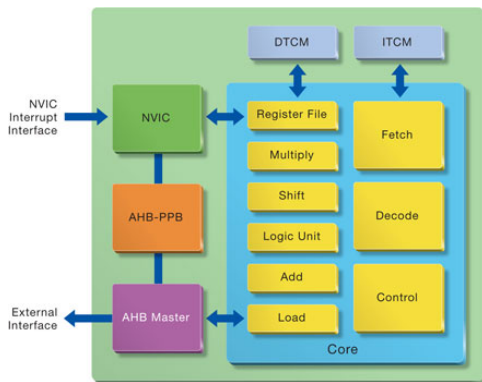 DTCM
ITCM
NVIC
Interrupt
Interface
NVIC
Register File
Fetch
Multiply
Shift
AHB-PPB
Decode
Logic Unit
Add
Control
External
Interface
AHB Master
Load
Core